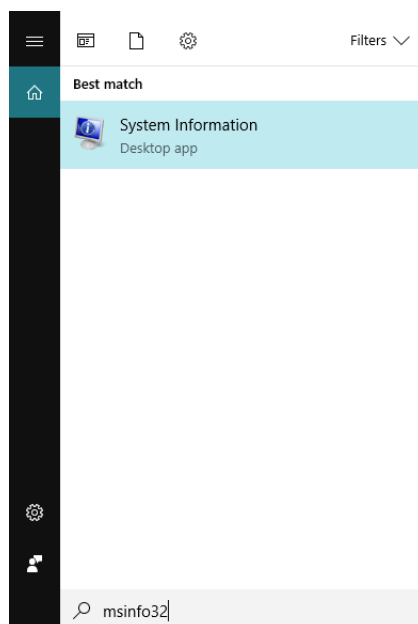 Filters
Best match
System Information
Desktop app
msinfo32